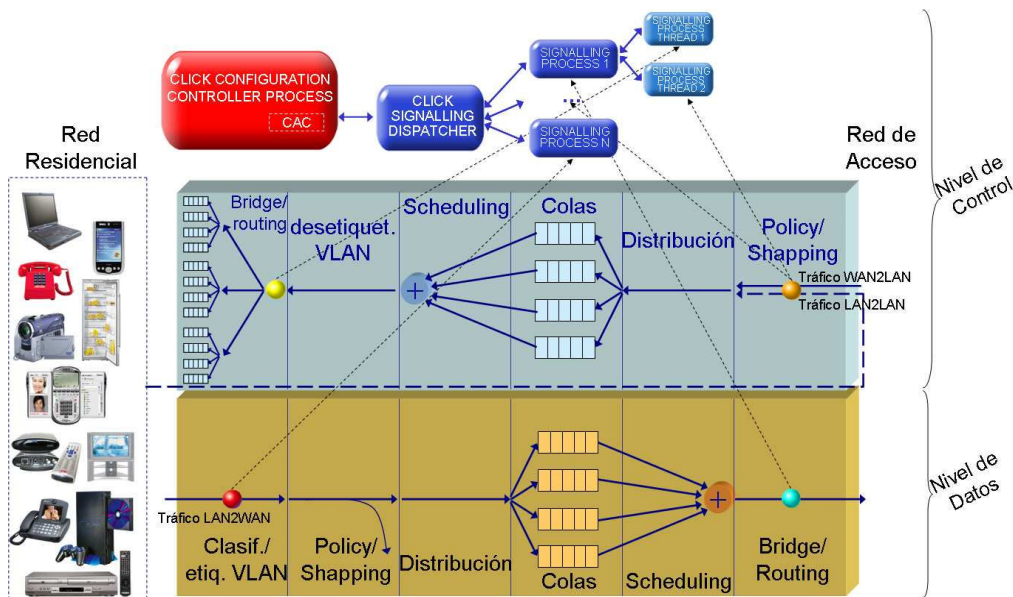 CLICK CONFIGURATION
CONTROLLER PROCESS
CAC
CLICK
SIGNALLING
DISPATCHER
SIGNALLING
PROCESS 1
...
SIGNALLING
PROCESS N
SIGNALLING
PROCESS
THREAD 1
SIGNALLING
PROCESS
THREAD 2
Red
Residencial
Red de
Acceso
Nivel de
Control
Bridge/
routing
desetiquet.
VLAN
Scheduling
Colas
Distribución
Policy/
Shapping
Tráfico WAN2LAN
Tráfico LAN2LAN
Nivel de
Datos
Tráfico LAN2WAN
Clasif./
etiq. VLAN
Policy/
Shapping
Distribución
Colas
Scheduling
Bridge/
Routing